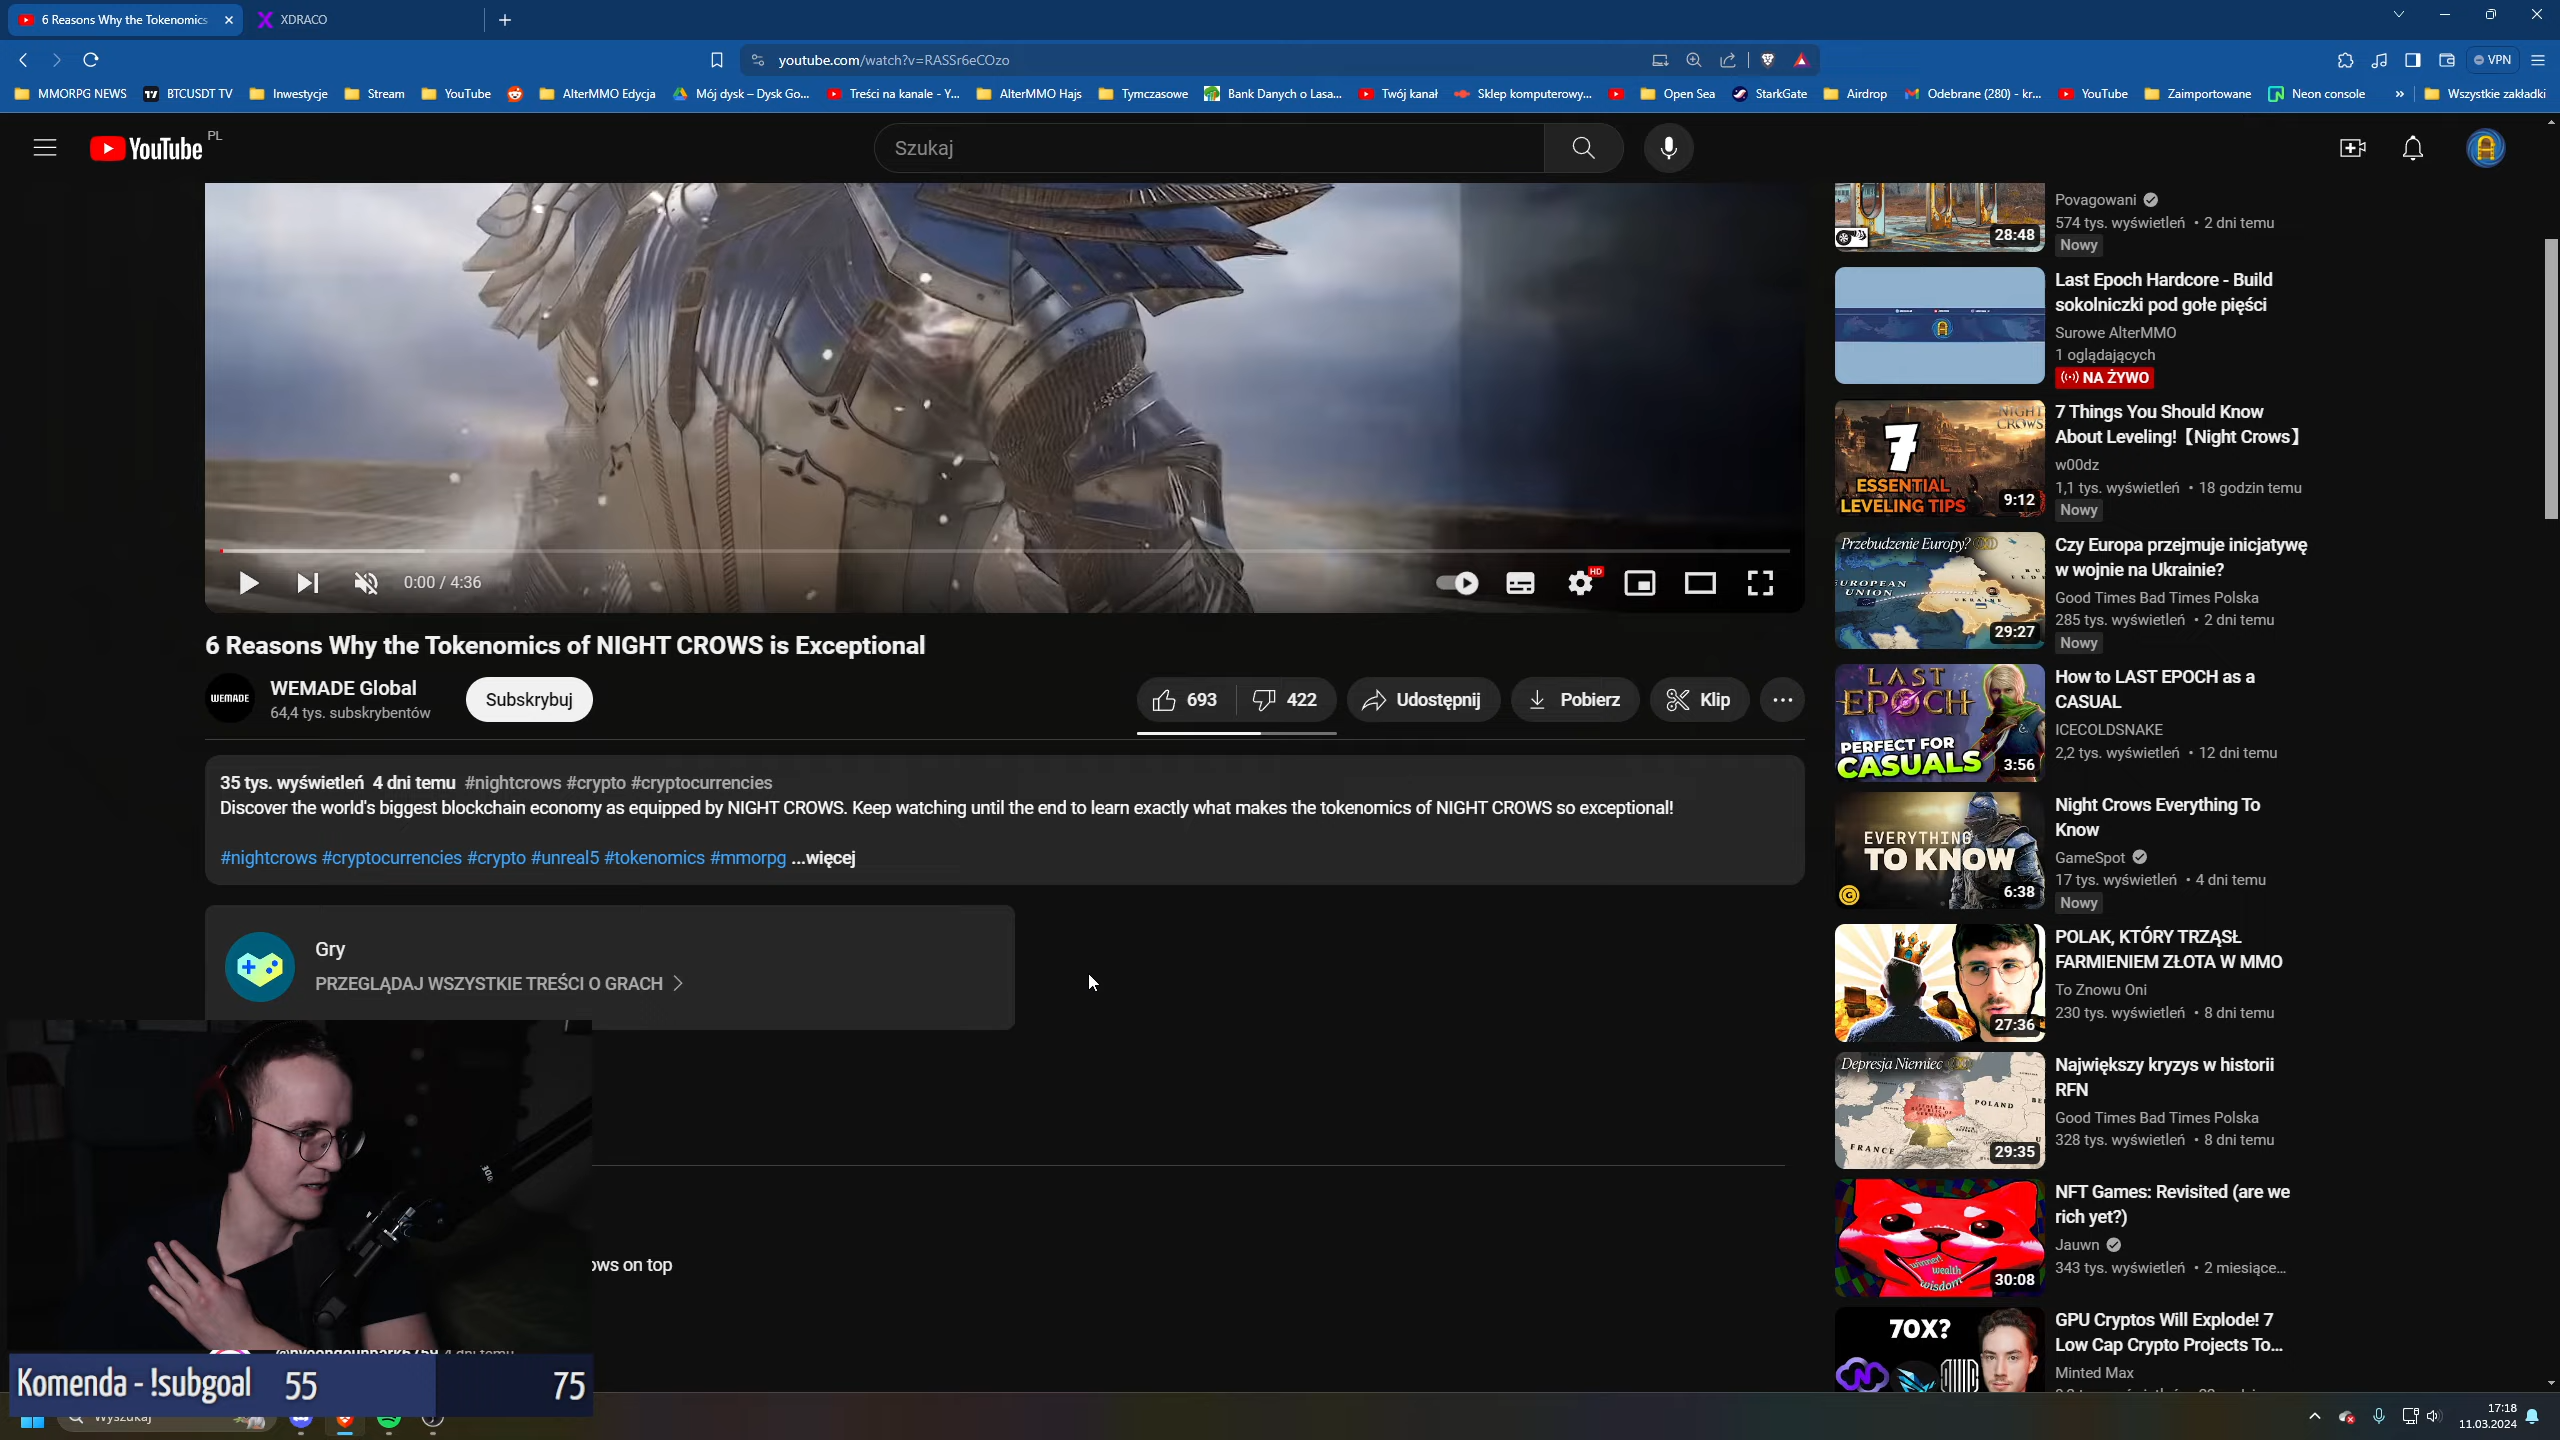 6 Reasons Why the Tokenomics
XDRACO
youtube.com/watch?v=RASSr6eCOzo
VPN
MMORPG NEWS
BTCUSDT TV
Inwestycje
Stream
YouTube
AlterMMO Edycja
Mój dysk – Dysk Go...
Treści na kanale - Y...
AlterMMO Hajs
Tymczasowe
Bank Danych o Lasa...
Twój kanał
Sklep komputerowy...
Open Sea
StarkGate
Airdrop
Odebrane (280) - kr...
YouTube
Zaimportowane
Neon console
»
Wszystkie zakładki
YouTube PL
Szukaj
0:00 / 4:36
HD
6 Reasons Why the Tokenomics of NIGHT CROWS is Exceptional
WEMADE
WEMADE Global
64,4 tys. subskrybentów
Subskrybuj
693
422
Udostępnij
Pobierz
Klip
35 tys. wyświetleń 4 dni temu #nightcrows #crypto #cryptocurrencies
Discover the world's biggest blockchain economy as equipped by NIGHT CROWS. Keep watching until the end to learn exactly what makes the tokenomics of NIGHT CROWS so exceptional!
#nightcrows #cryptocurrencies #crypto #unreal5 #tokenomics #mmorpg ...więcej
Gry
PRZEGLĄDAJ WSZYSTKIE TREŚCI O GRACH
ows on top
4 dni temu
Komenda - !subgoal 55 75
28:48
Povagowani
574 tys. wyświetleń • 2 dni temu
Nowy
Last Epoch Hardcore - Build
sokolniczki pod gołe pięści
Surowe AlterMMO
1 oglądających
NA ŻYWO
NIGHT CROWS
7
ESSENTIAL
LEVELING TIPS
9:12
7 Things You Should Know
About Leveling!【Night Crows】
w00dz
1,1 tys. wyświetleń • 18 godzin temu
Nowy
Przebudzenie Europy?
EUROPEAN
UNION
UKRAINE
29:27
Czy Europa przejmuje inicjatywę
w wojnie na Ukrainie?
Good Times Bad Times Polska
285 tys. wyświetleń • 2 dni temu
Nowy
LAST
EPOCH
PERFECT FOR
CASUALS
3:56
How to LAST EPOCH as a
CASUAL
ICECOLDSNAKE
2,2 tys. wyświetleń • 12 dni temu
EVERYTHING
TO KNOW
6:38
Night Crows Everything To
Know
GameSpot
17 tys. wyświetleń • 4 dni temu
Nowy
27:36
POLAK, KTÓRY TRZĄSŁ
FARMIENIEM ZŁOTA W MMO
To Znowu Oni
230 tys. wyświetleń • 8 dni temu
Depresja Niemiec
POLAND
FRANCE
29:35
Największy kryzys w historii
RFN
Good Times Bad Times Polska
328 tys. wyświetleń • 8 dni temu
wealth
wisdom
30:08
NFT Games: Revisited (are we
rich yet?)
Jauwn
343 tys. wyświetleń • 2 miesiące...
70X?
GPU Cryptos Will Explode! 7
Low Cap Crypto Projects To...
Minted Max
Wyszukaj
17:18
11.03.2024